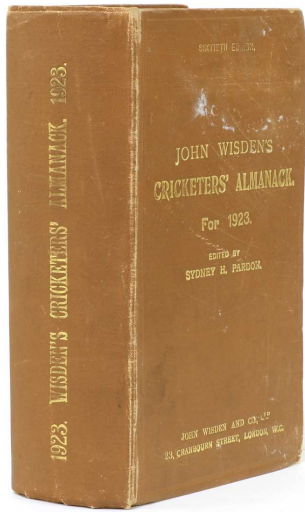 1923. WISDEN'S CRICKETERS' ALMANACK. 1923.
SIXTIETH EDITION.
JOHN WISDEN'S
CRICKETERS' ALMANACK.
For 1923.
EDITED BY
SYDNEY H. PARDON.
JOHN WISDEN AND CO., LTD
23, CRANBOURN STREET, LONDON, W.C.